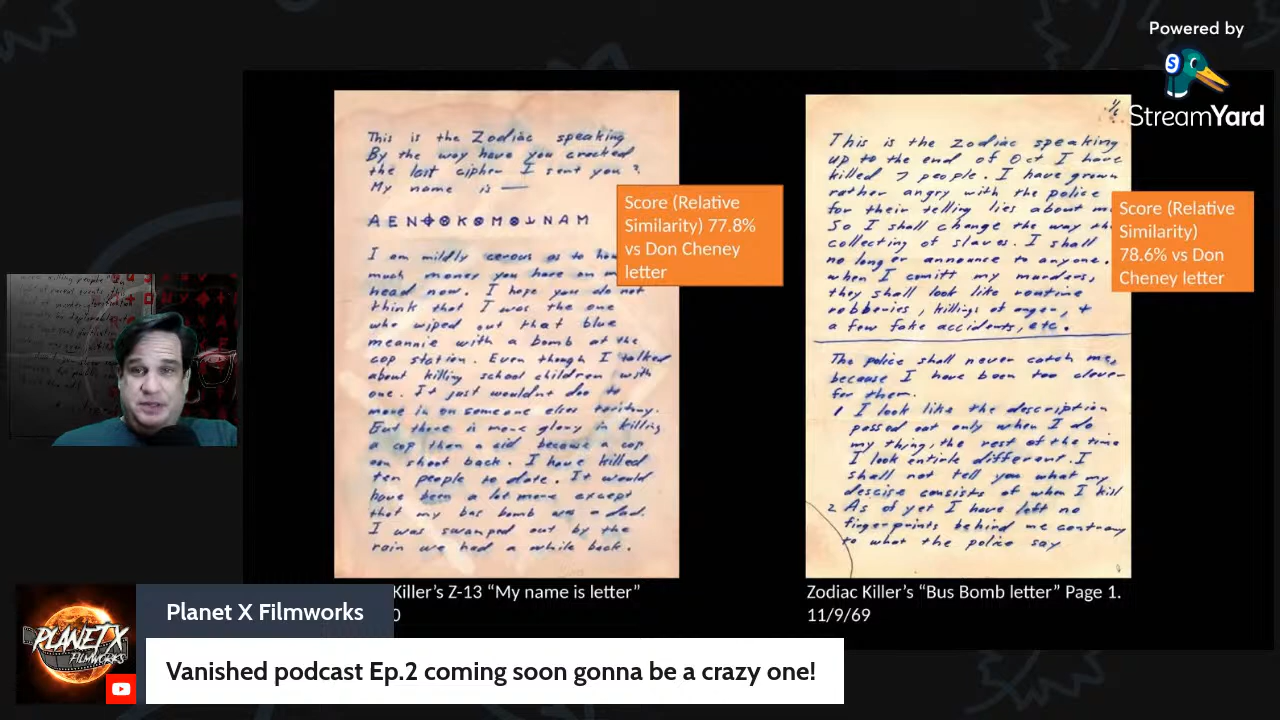 Powered by
StreamYard
This is the Zodiac speaking
By the way have you cracked
the last cipher I sent you?
My name is —
A E N K M N A M
I am mildly cerous as to how
much money you have on m
head now. I hope you do not
think that I was the one
who wiped out that blue
meannie with a bomb at the
cop station. Even though I talked
about killing school children with
one. It just wouldnt doo to
move in on someone elses teritory.
But there is more glory in killing
a cop than a cid because a cop
can shoot back. I have killed
ten people to date. It would
have been a lot more except
that my bus bomb was a dud.
I was swamped out by the
rain we had a while back.
Score (Relative
Similarity) 77.8%
vs Don Cheney
letter
Killer's Z-13 “My name is letter”
0
This is the Zodiac speaking
up to the end of Oct I have
killed 7 people. I have grown
rather angry with the police
for their telling lies about m
So I shall change the way th
collecting of slaves. I shall
no longer announce to anyone.
when I comitt my murders,
they shall look like routine
robberies, killings of anger, +
a few fake accidents, etc.
The police shall never catch me,
because I have been too clever
for them.
1 I look like the description
passed out only when I do
my thing, the rest of the time
I look entirle different. I
shall not tell you what my
descise consists of when I kill
2 As of yet I have left no
fingerprints behind me contrary
to what the police say
Score (Relative
Similarity)
78.6% vs Don
Cheney letter
Zodiac Killer's “Bus Bomb letter” Page 1.
11/9/69
PLANET X
FILMWORKS
Planet X Filmworks
Vanished podcast Ep.2 coming soon gonna be a crazy one!